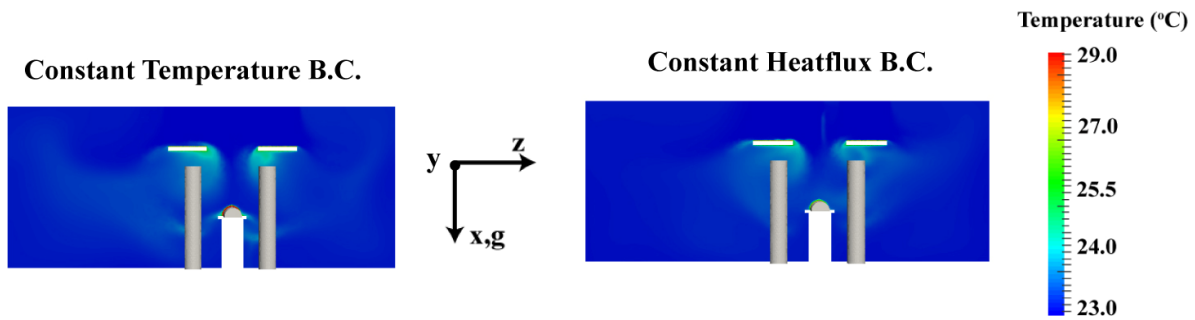 Temperature (°C)
Constant Temperature B.C.
Constant Heatflux B.C.
29.0
27.0
25.5
24.0
23.0
y
z
x,g